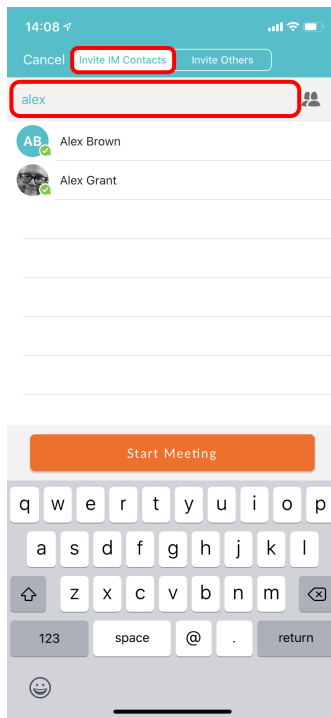 14:08
Cancel Invite IM Contacts Invite Others
alex
AB Alex Brown
Alex Grant
Start Meeting
q w e r t y u i o p
a s d f g h j k l
z x c v b n m
123 space @ . return